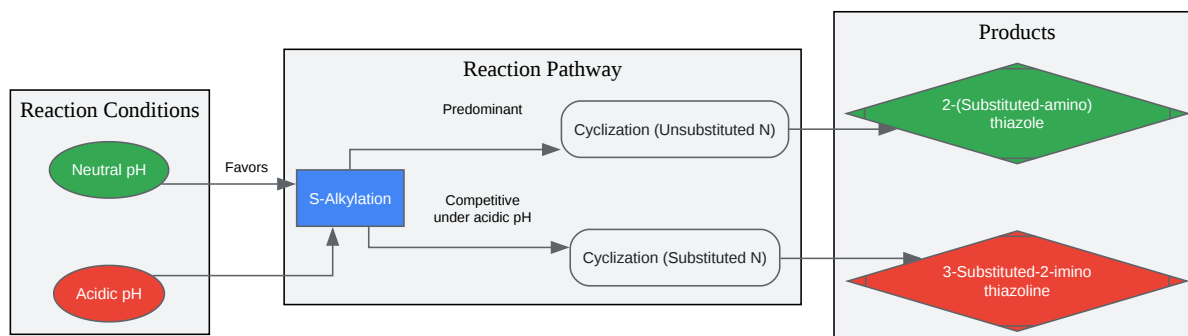 Reaction Conditions
Neutral pH
Acidic pH
Favors
Reaction Pathway
S-Alkylation
Predominant
Competitive
under acidic pH
Cyclization (Unsubstituted N)
Cyclization (Substituted N)
Products
2-(Substituted-amino)
thiazole
3-Substituted-2-imino
thiazoline